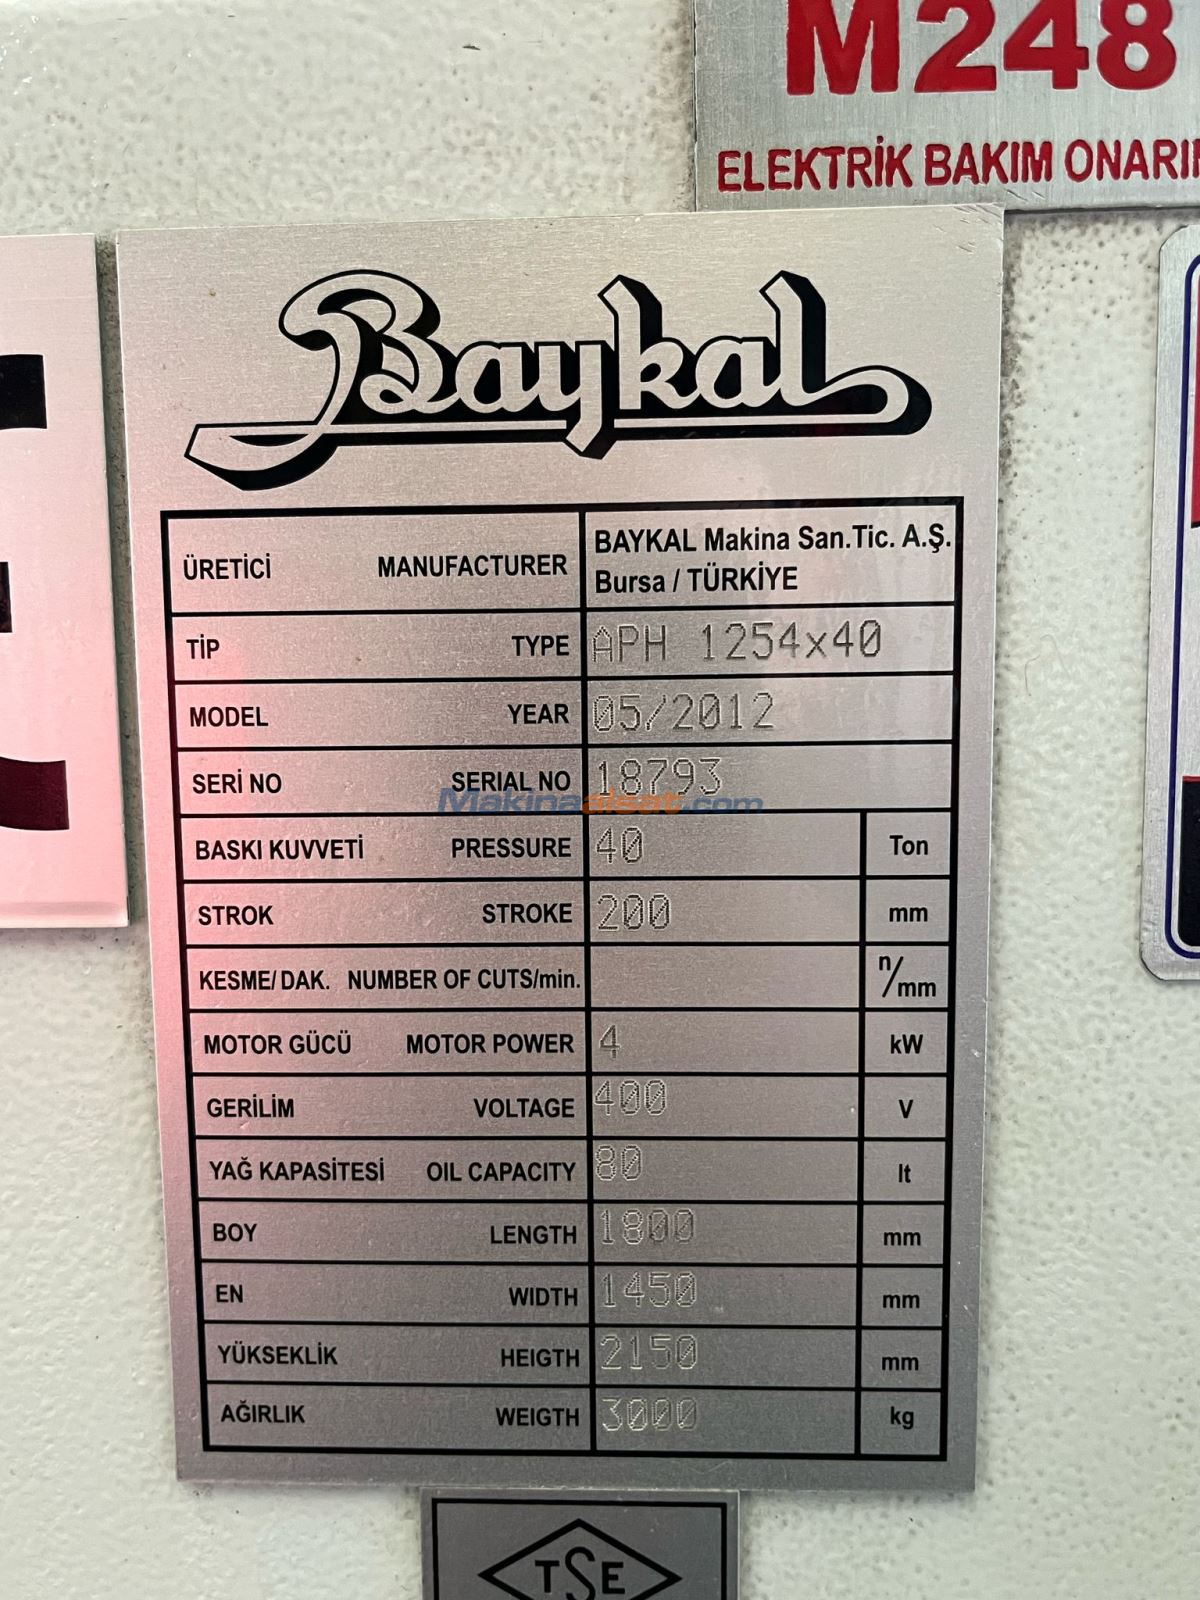 M248
ELEKTRİK BAKIM ONARI
Baykal
ÜRETİCİ MANUFACTURER BAYKAL Makina San.Tic. A.Ş.
Bursa / TÜRKİYE
TİP TYPE APH 1254x40
MODEL YEAR 05/2012
SERİ NO SERIAL NO 18793
Makinaalsat.com
BASKI KUVVETİ PRESSURE 40 Ton
STROK STROKE 200 mm
KESME/ DAK. NUMBER OF CUTS/min. n/mm
MOTOR GÜCÜ MOTOR POWER 4 kW
GERİLİM VOLTAGE 400 V
YAĞ KAPASİTESİ OIL CAPACITY 80 lt
BOY LENGTH 1800 mm
EN WIDTH 1450 mm
YÜKSEKLİK HEIGTH 2150 mm
AĞIRLIK WEIGTH 3000 kg
TSE